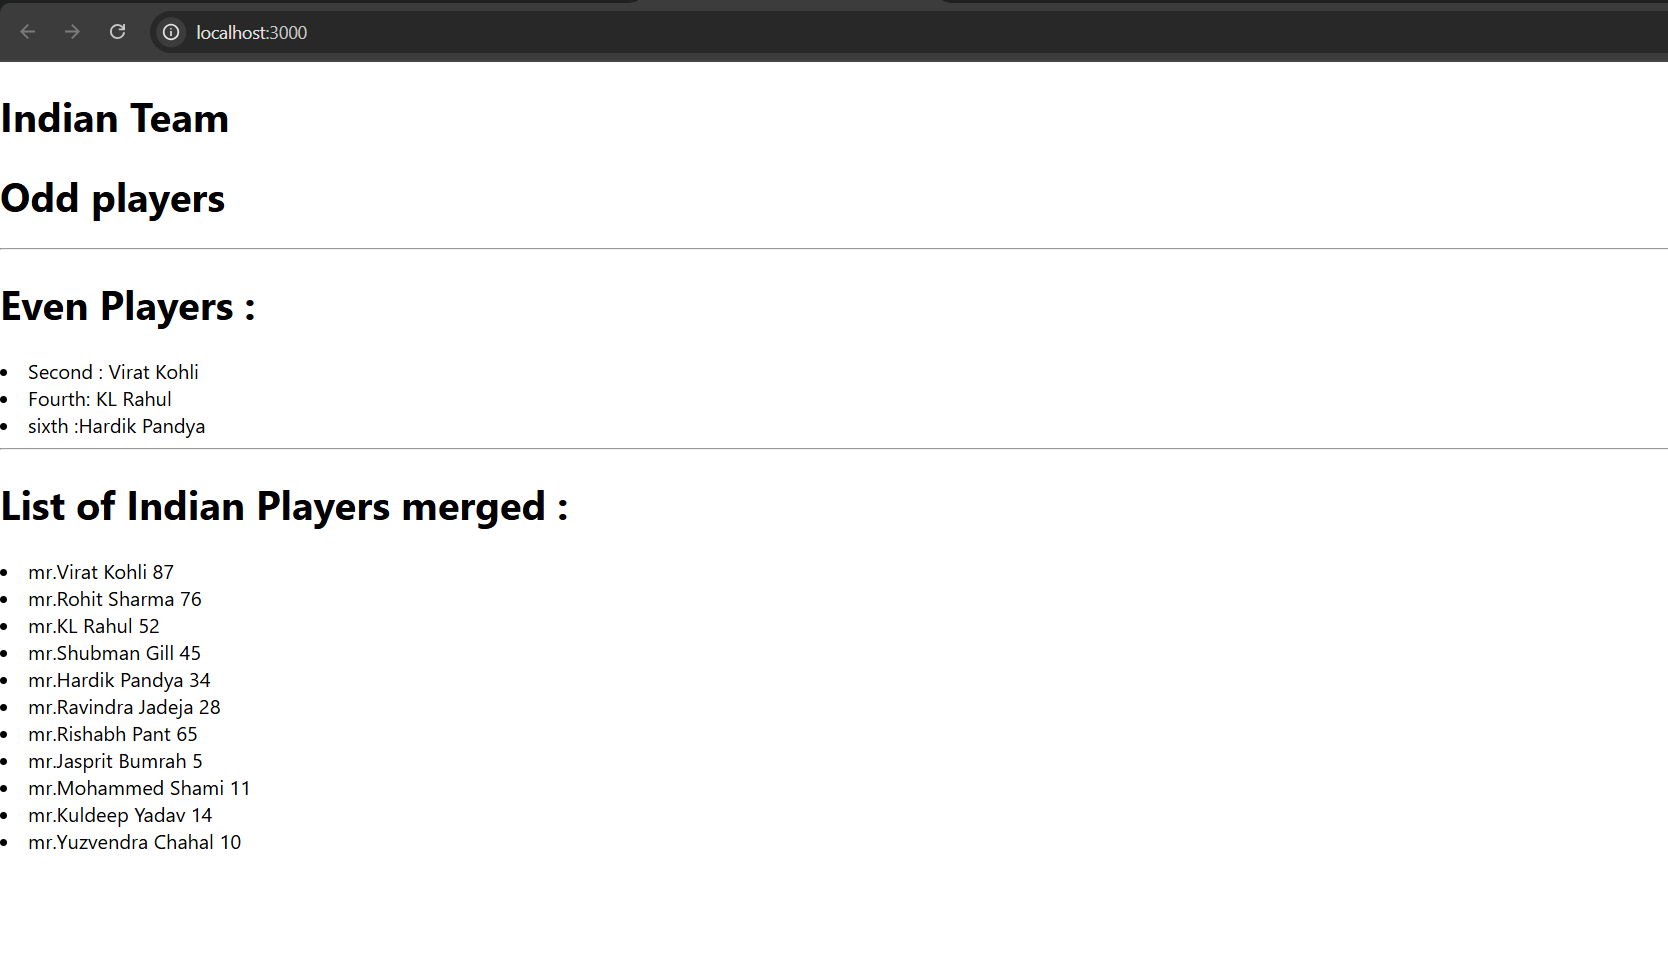 localhost:3000
Indian Team
Odd players
Even Players :
Second : Virat Kohli
Fourth: KL Rahul
sixth :Hardik Pandya
List of Indian Players merged :
mr.Virat Kohli 87
mr.Rohit Sharma 76
mr.KL Rahul 52
mr.Shubman Gill 45
mr.Hardik Pandya 34
mr.Ravindra Jadeja 28
mr.Rishabh Pant 65
mr.Jasprit Bumrah 5
mr.Mohammed Shami 11
mr.Kuldeep Yadav 14
mr.Yuzvendra Chahal 10